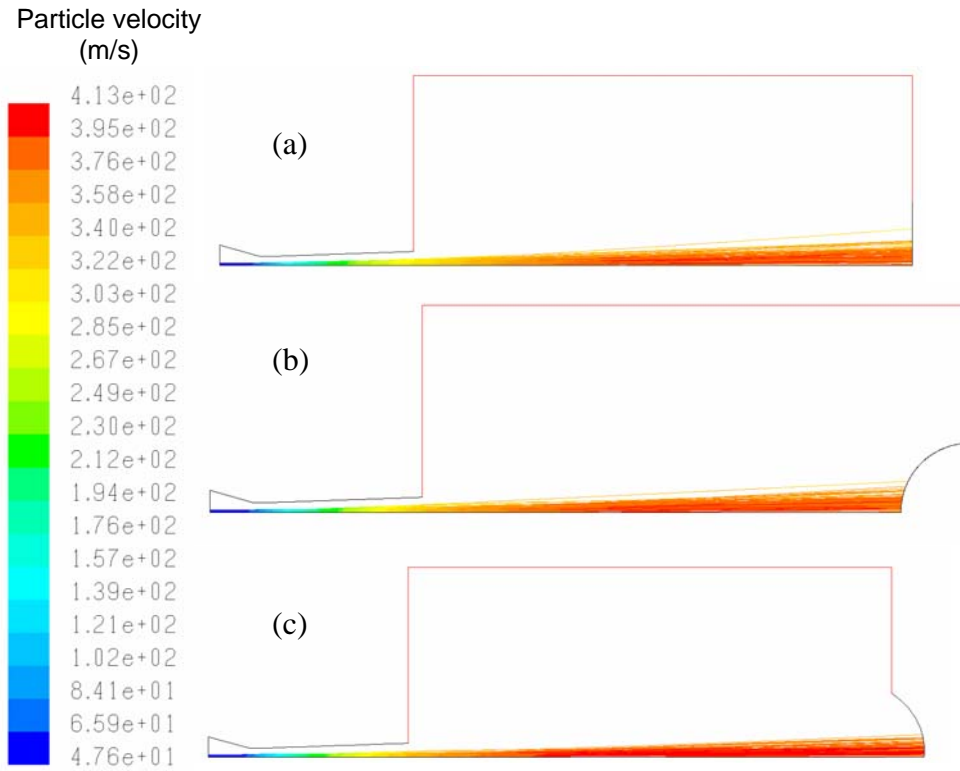 Particle velocity
(m/s)
4.13e+02
3.95e+02
3.76e+02
3.58e+02
3.40e+02
3.22e+02
3.03e+02
2.85e+02
2.67e+02
2.49e+02
2.30e+02
2.12e+02
1.94e+02
1.76e+02
1.57e+02
1.39e+02
1.21e+02
1.02e+02
8.41e+01
6.59e+01
4.76e+01
(a)
(b)
(c)